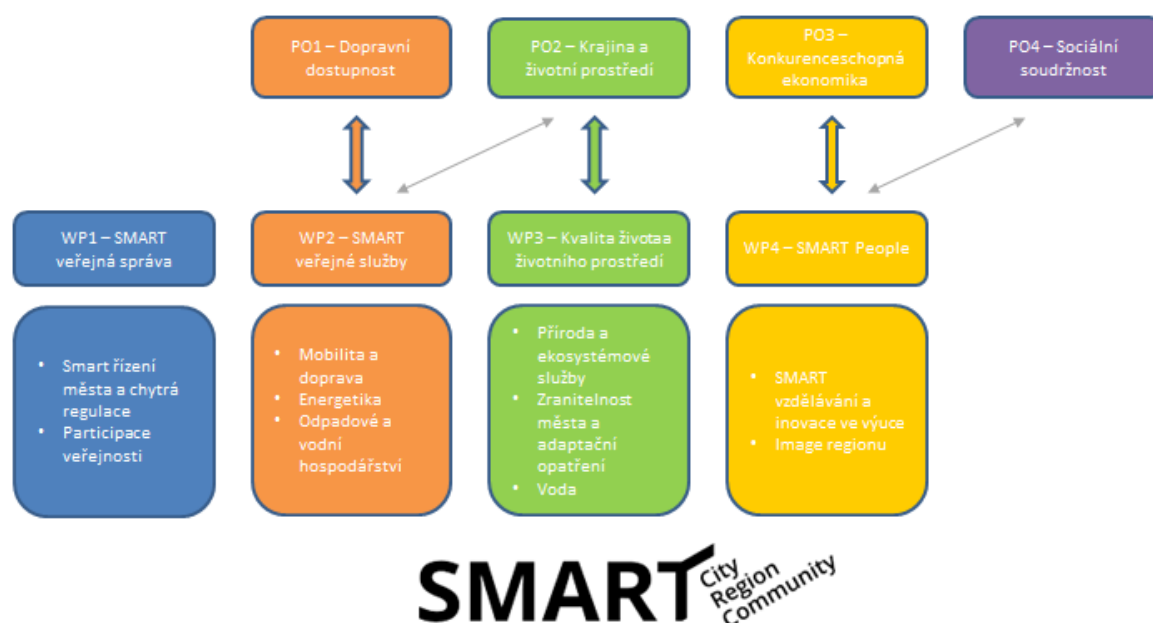 PO1 – Dopravní
dostupnost
PO2 – Krajina a
životní prostředí
PO3 –
Konkurenceschopná
ekonomika
PO4 – Sociální
soudržnost
WP1 – SMART
veřejná správa
WP2 – SMART
veřejné služby
WP3 – Kvalita životaa
životního prostředí
WP4 – SMART People
• Smart řízení
města a chytrá
regulace
• Participace
veřejnosti
• Mobilita a
doprava
• Energetika
• Odpadové a
vodní
hospodářství
• Příroda a
ekosystémové
služby
• Zranitelnost
města a
adaptační
opatření
• Voda
• SMART
vzdělávání a
inovace ve výuce
• Image regionu
SMART
City
Region
Community